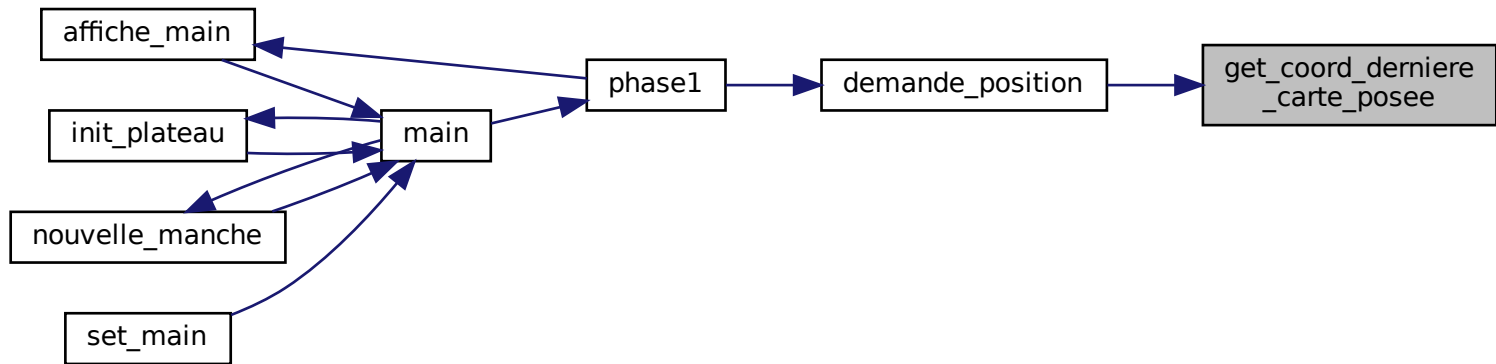 affiche_main
init_plateau
nouvelle_manche
set_main
main
phase1
demande_position
get_coord_derniere
_carte_posee